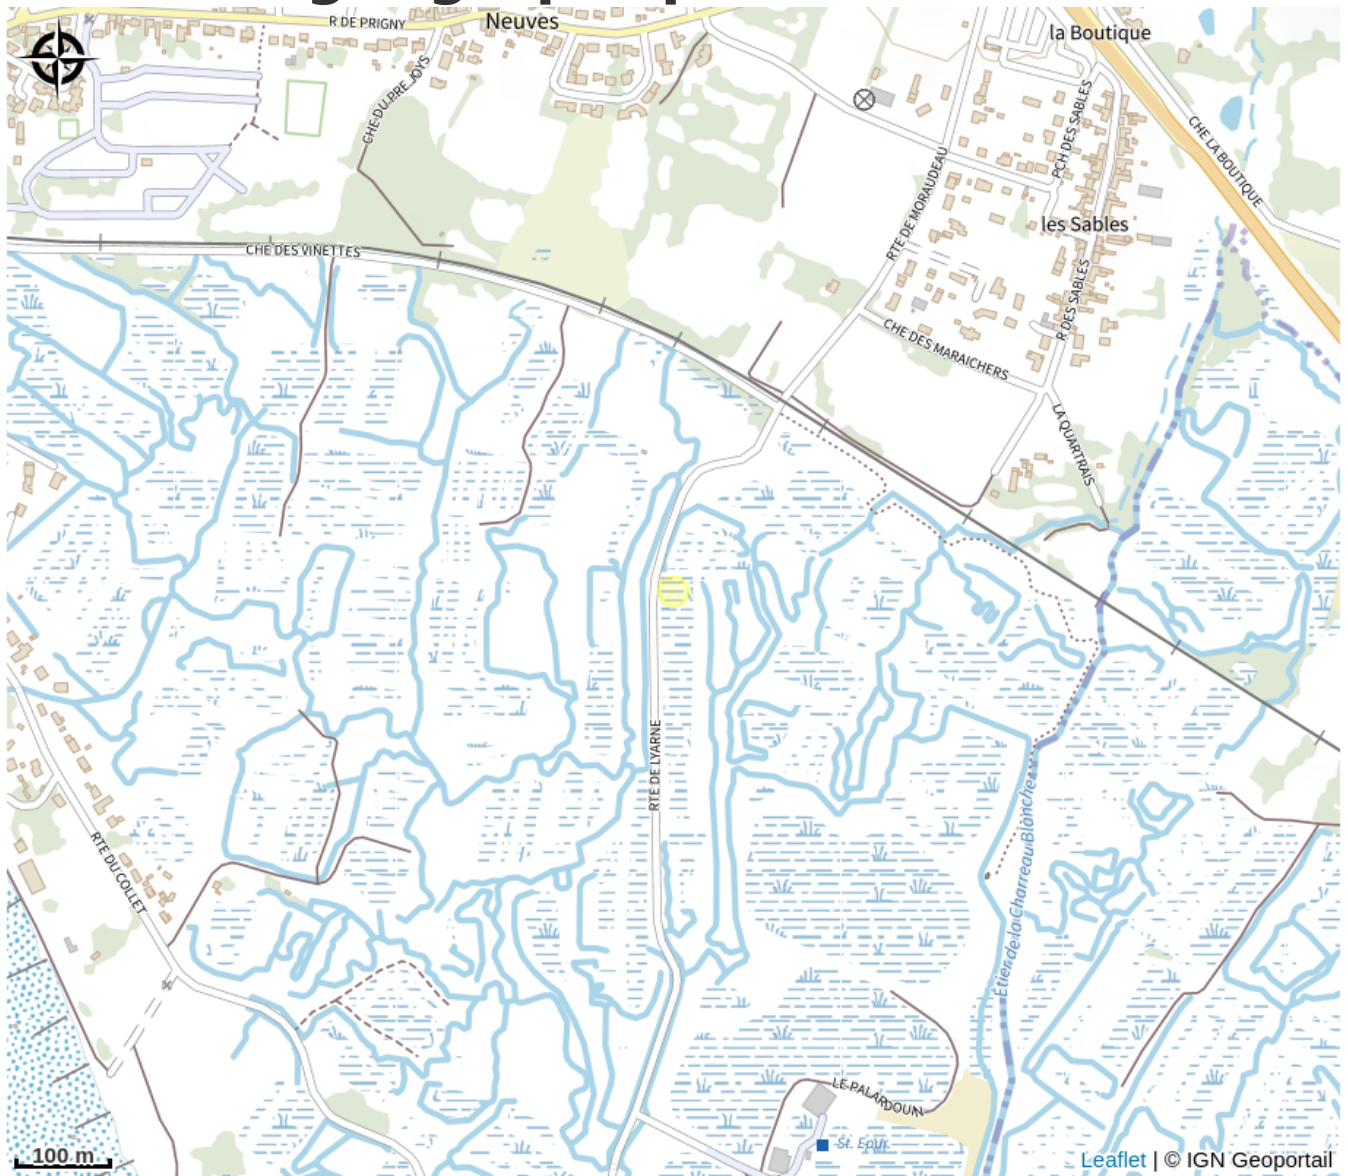 R DE PRIGNY
Neuves
la Boutique
CHE DU PRE JOYS
PCH DES SABLES
CHE LA BOUTIQUE
RTE DE MORAUDEAU
les Sables
CHE DES VINETTES
R DES SABLES
CHE DES MARAICHERS
LA QUARTRAIS
RTE DE LYARNE
RTE DU COLLET
Étier de la Charreau Blanche
LE PALARDOUN
St. Epur.
100 m
Leaflet | © IGN Geoportail